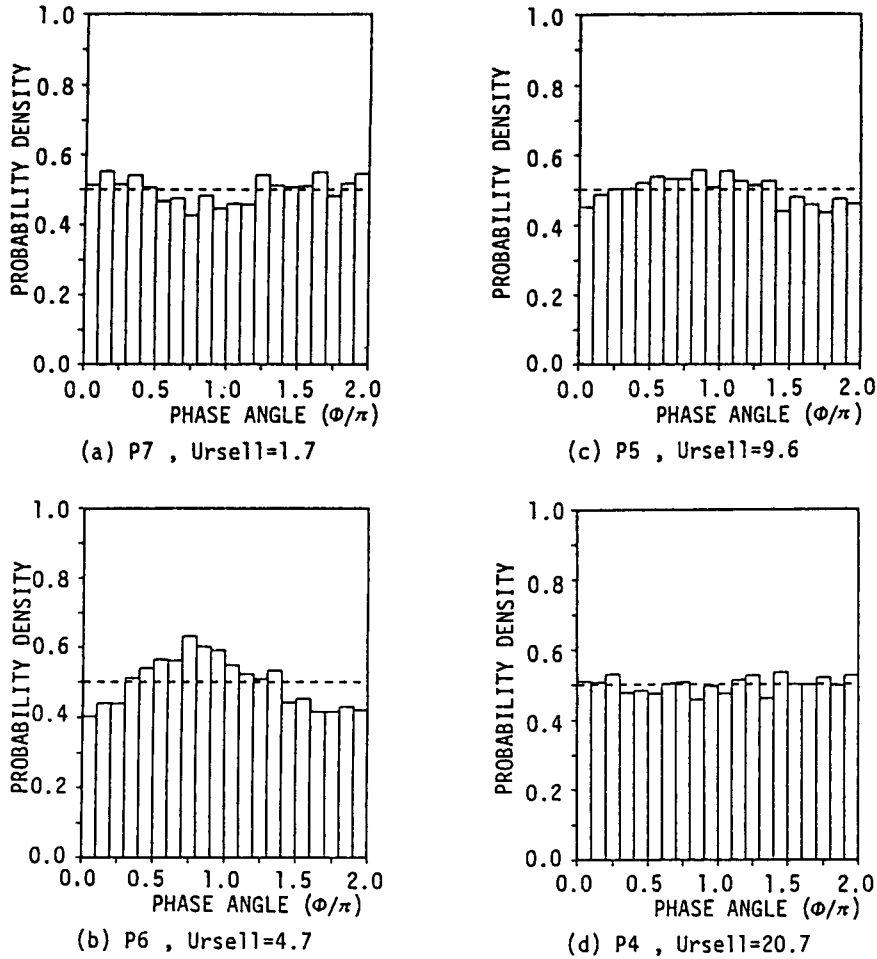 1.0
0.8
0.6
0.4
0.2
0.0
PROBABILITY DENSITY
0.0 0.5 1.0 1.5 2.0
PHASE ANGLE (Φ/π)
(a) P7 , Ursell=1.7
1.0
0.8
0.6
0.4
0.2
0.0
PROBABILITY DENSITY
0.0 0.5 1.0 1.5 2.0
PHASE ANGLE (Φ/π)
(c) P5 , Ursell=9.6
1.0
0.8
0.6
0.4
0.2
0.0
PROBABILITY DENSITY
0.0 0.5 1.0 1.5 2.0
PHASE ANGLE (Φ/π)
(b) P6 , Ursell=4.7
1.0
0.8
0.6
0.4
0.2
0.0
PROBABILITY DENSITY
0.0 0.5 1.0 1.5 2.0
PHASE ANGLE (Φ/π)
(d) P4 , Ursell=20.7